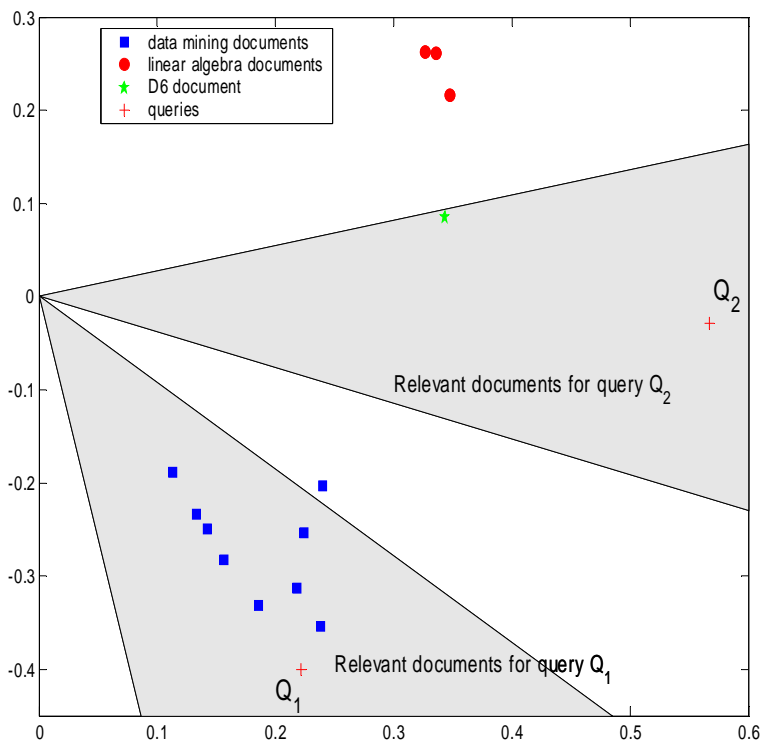 0.3
0.2
0.1
0
-0.1
-0.2
-0.3
-0.4
data mining documents
linear algebra documents
D6 document
queries
Q2
Relevant documents for query Q2
Relevant documents for query Q1
Q1
0 0.1 0.2 0.3 0.4 0.5 0.6